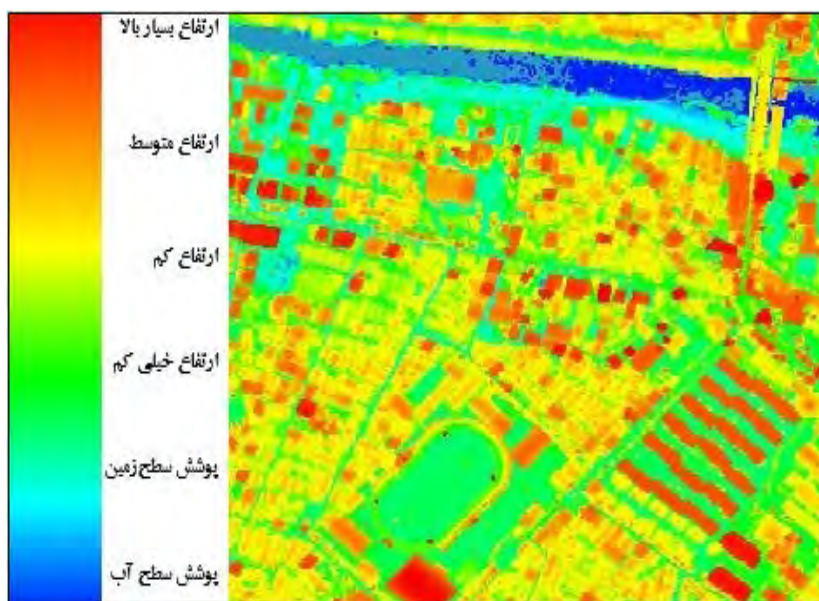 ارتفاع بسیار بالا
ارتفاع متوسط
ارتفاع کم
ارتفاع خیلی کم
پوشش سطح زمین
پوشش سطح آب